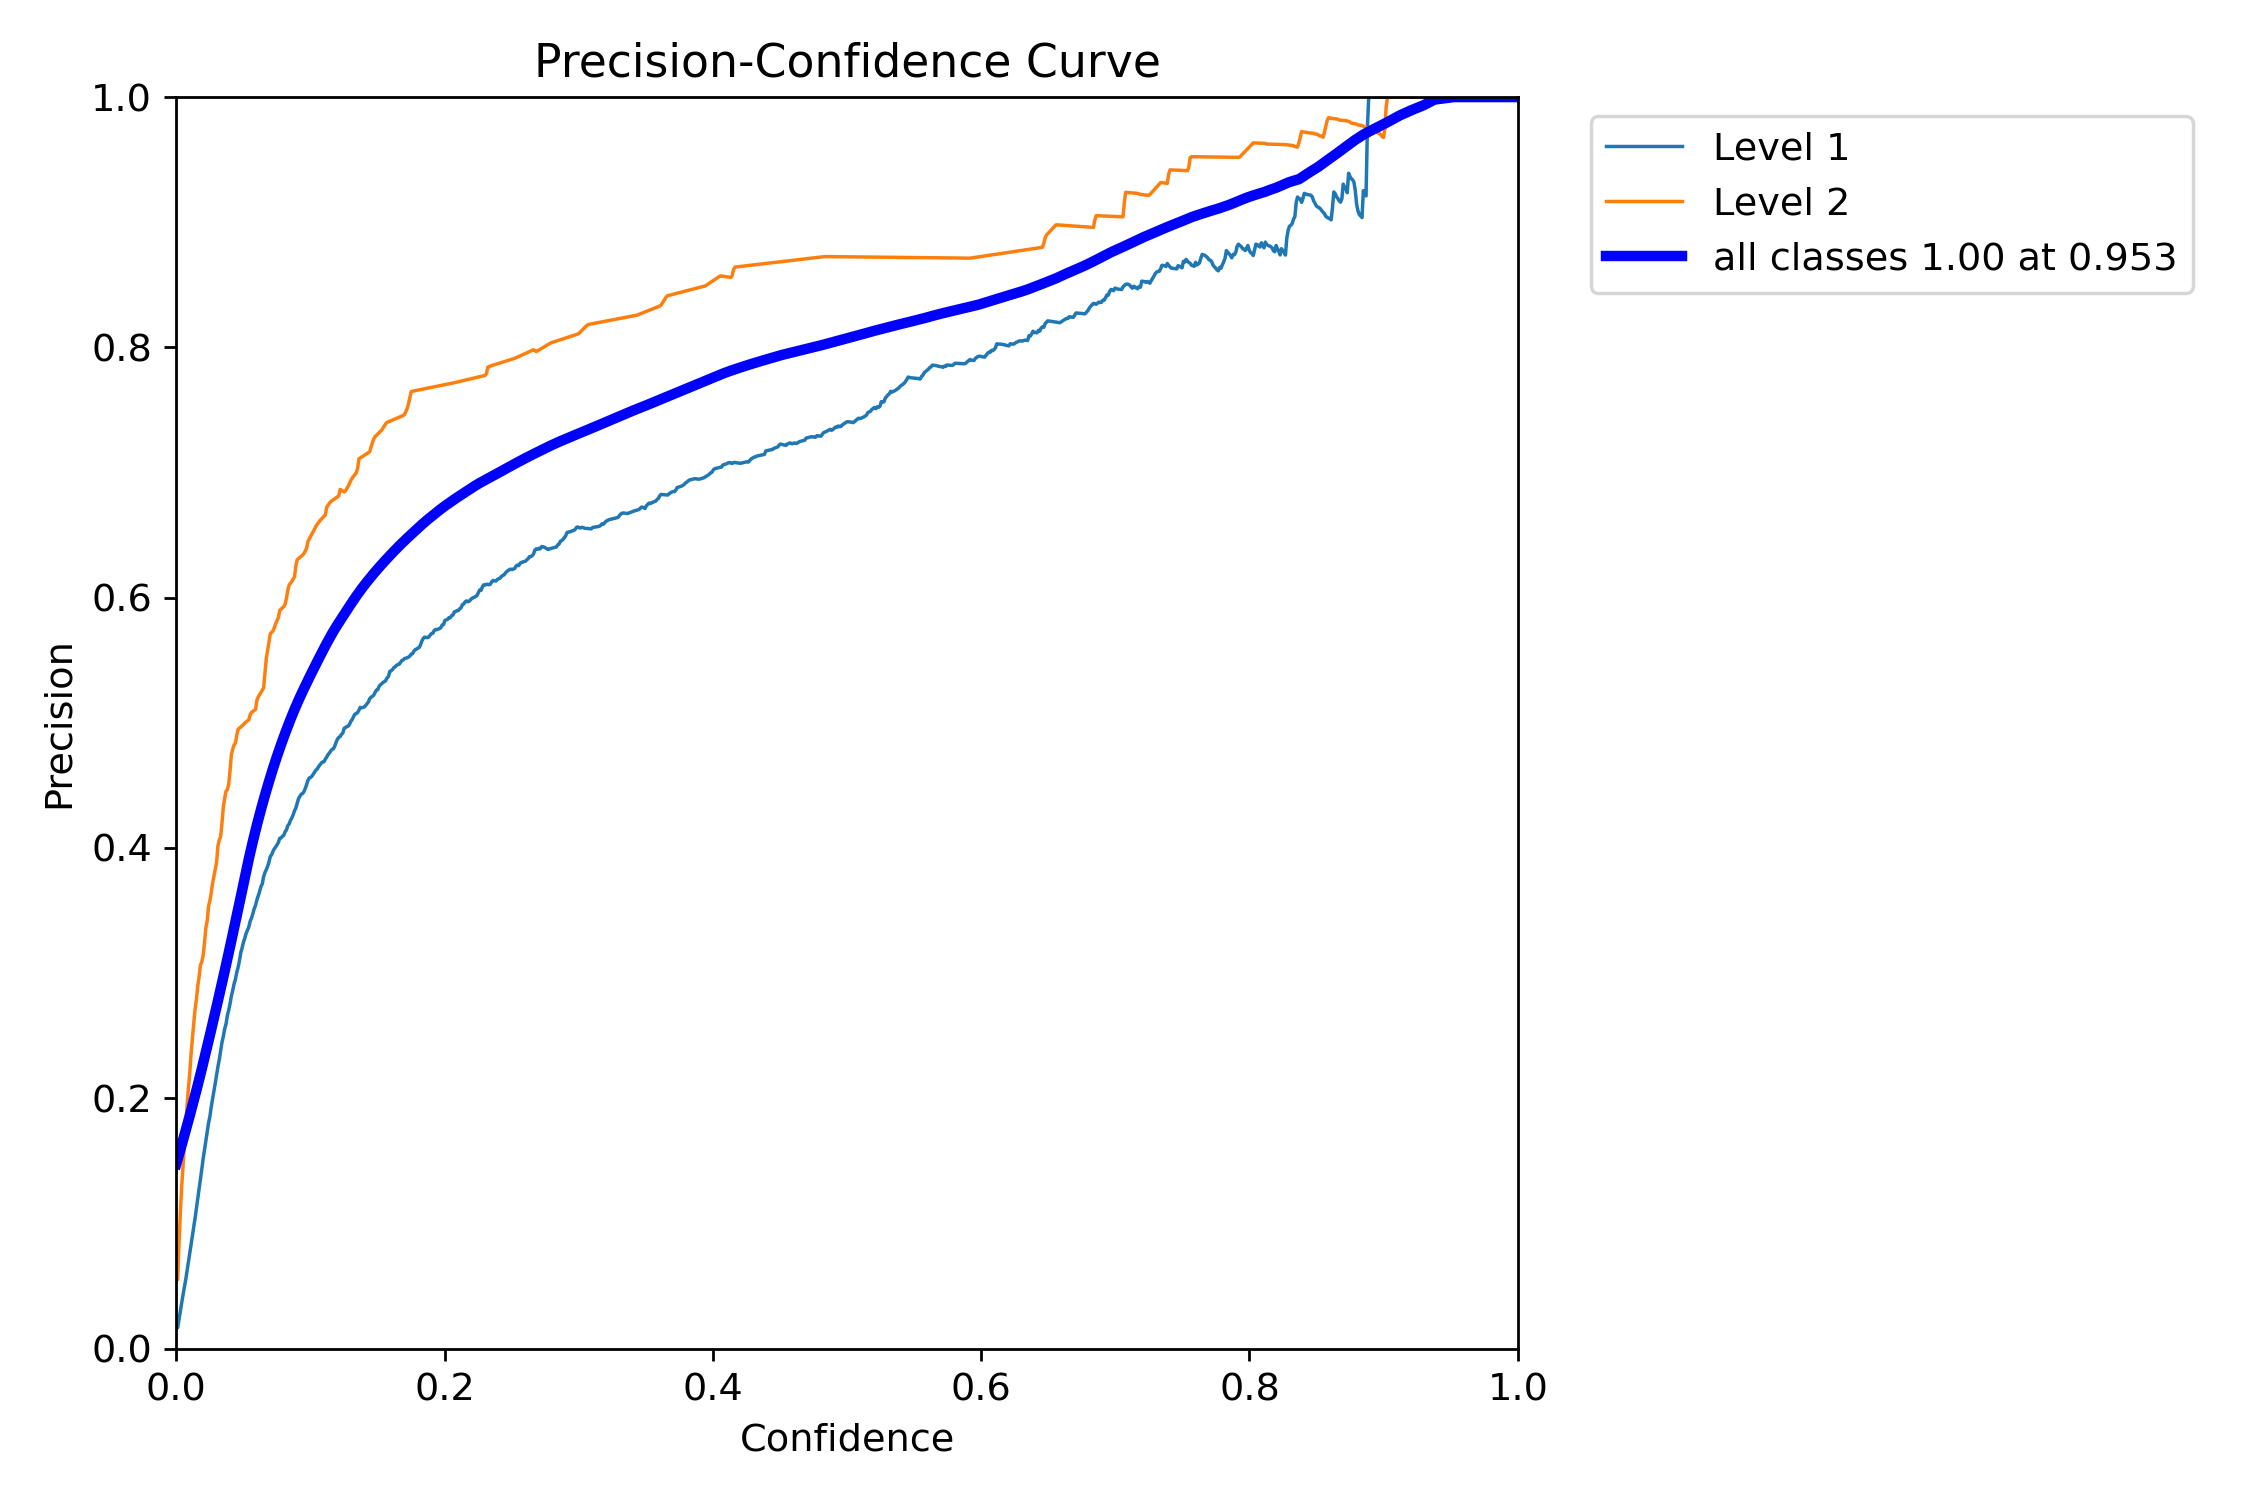 Precision-Confidence Curve
1.0
0.8
0.6
0.4
0.2
0.0
Precision
0.0 0.2 0.4 0.6 0.8 1.0
Confidence
Level 1
Level 2
all classes 1.00 at 0.953